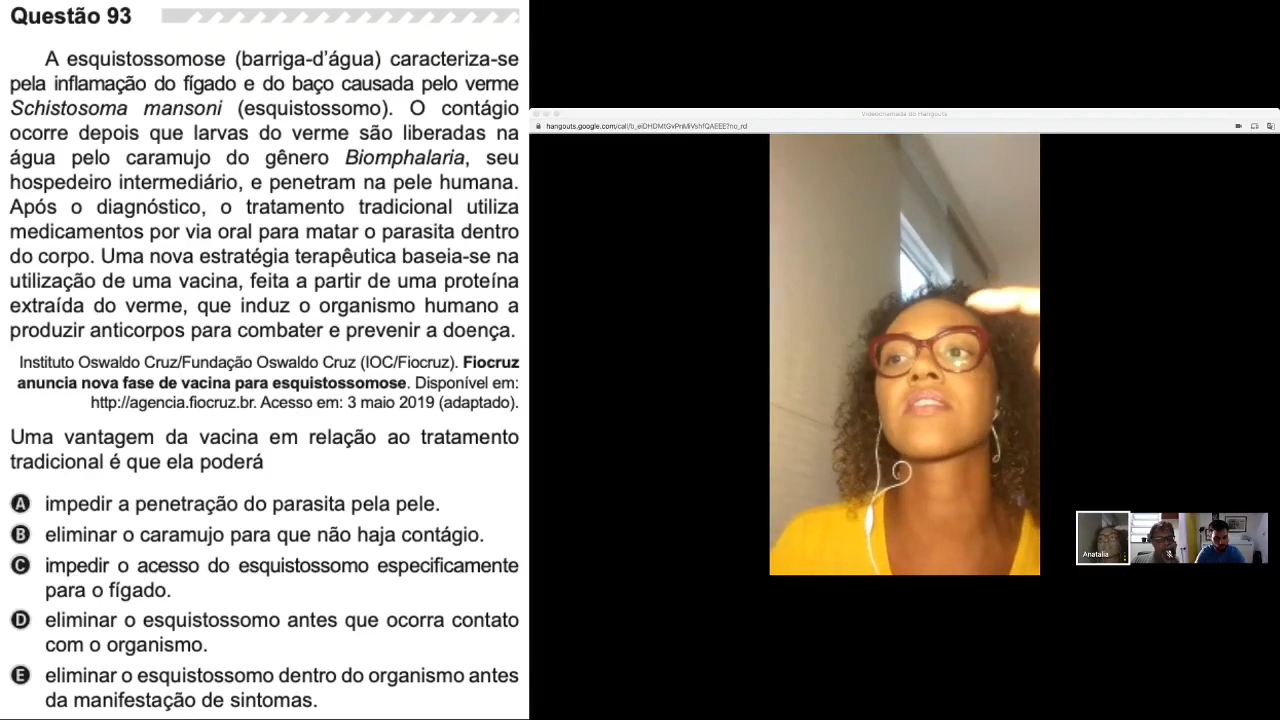 Questão 93
A esquistossomose (barriga-d’água) caracteriza-se
pela inflamação do fígado e do baço causada pelo verme
Schistosoma mansoni (esquistossomo). O contágio
ocorre depois que larvas do verme são liberadas na
água pelo caramujo do gênero Biomphalaria, seu
hospedeiro intermediário, e penetram na pele humana.
Após o diagnóstico, o tratamento tradicional utiliza
medicamentos por via oral para matar o parasita dentro
do corpo. Uma nova estratégia terapêutica baseia-se na
utilização de uma vacina, feita a partir de uma proteína
extraída do verme, que induz o organismo humano a
produzir anticorpos para combater e prevenir a doença.
Instituto Oswaldo Cruz/Fundação Oswaldo Cruz (IOC/Fiocruz). Fiocruz
anuncia nova fase de vacina para esquistossomose. Disponível em:
http://agencia.fiocruz.br. Acesso em: 3 maio 2019 (adaptado).
Uma vantagem da vacina em relação ao tratamento
tradicional é que ela poderá
A impedir a penetração do parasita pela pele.
B eliminar o caramujo para que não haja contágio.
C impedir o acesso do esquistossomo especificamente
para o fígado.
D eliminar o esquistossomo antes que ocorra contato
com o organismo.
E eliminar o esquistossomo dentro do organismo antes
da manifestação de sintomas.
Videochamada do Hangouts
Anatalia